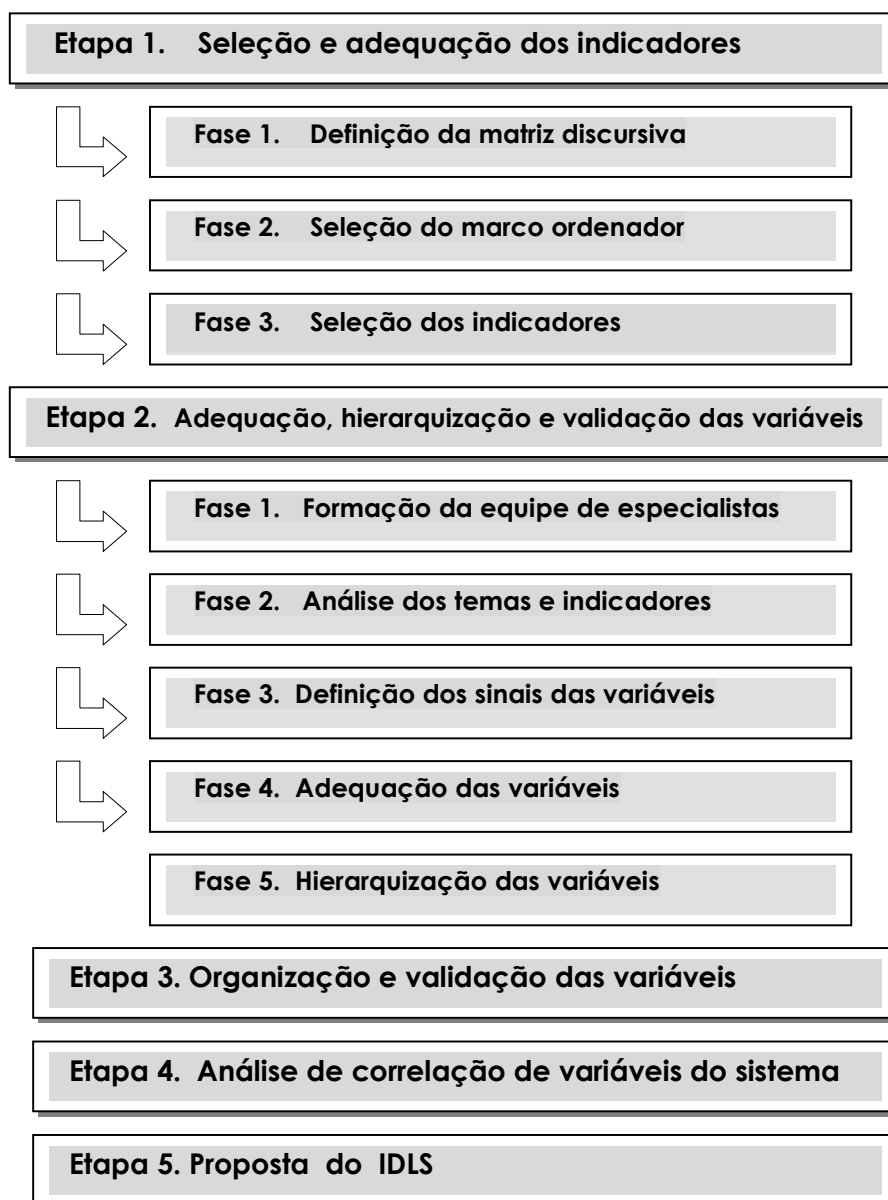 Etapa 1. Seleção e adequação dos indicadores
Fase 1. Definição da matriz discursiva
Fase 2. Seleção do marco ordenador
Fase 3. Seleção dos indicadores
Etapa 2. Adequação, hierarquização e validação das variáveis
Fase 1. Formação da equipe de especialistas
Fase 2. Análise dos temas e indicadores
Fase 3. Definição dos sinais das variáveis
Fase 4. Adequação das variáveis
Fase 5. Hierarquização das variáveis
Etapa 3. Organização e validação das variáveis
Etapa 4. Análise de correlação de variáveis do sistema
Etapa 5. Proposta do IDLS